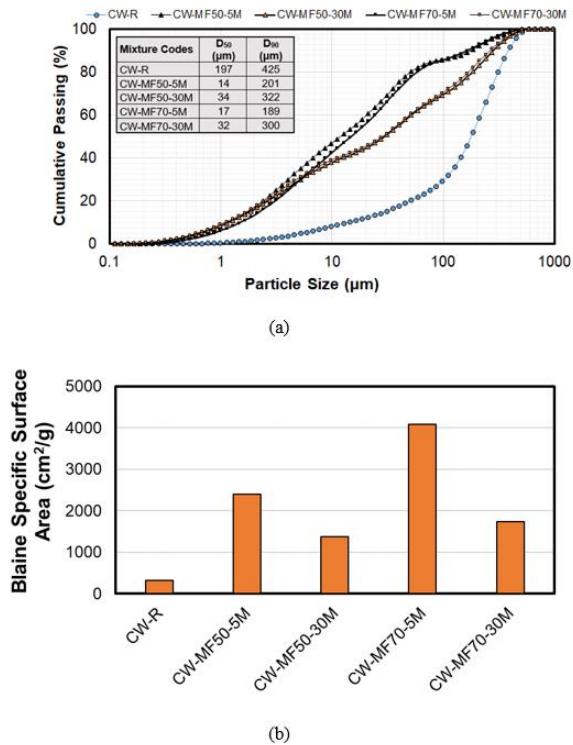 CW-R CW-MF50-5M CW-MF50-30M CW-MF70-5M CW-MF70-30M
Cumulative Passing (%)
100
80
60
40
20
0
Mixture Codes D₅₀ (μm) D₉₀ (μm)
CW-R 197 425
CW-MF50-5M 14 201
CW-MF50-30M 34 322
CW-MF70-5M 17 189
CW-MF70-30M 32 300
0.1 1 10 100 1000
Particle Size (μm)
(a)
Blaine Specific Surface
Area (cm²/g)
5000
4000
3000
2000
1000
0
CW-R
CW-MF50-5M
CW-MF50-30M
CW-MF70-5M
CW-MF70-30M
(b)